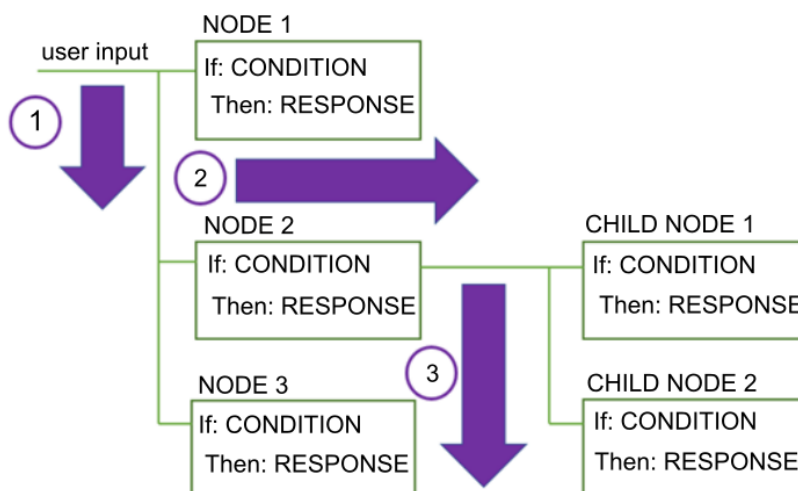 NODE 1
user input
If: CONDITION
Then: RESPONSE
1
2
NODE 2
If: CONDITION
Then: RESPONSE
CHILD NODE 1
If: CONDITION
Then: RESPONSE
3
NODE 3
If: CONDITION
Then: RESPONSE
CHILD NODE 2
If: CONDITION
Then: RESPONSE